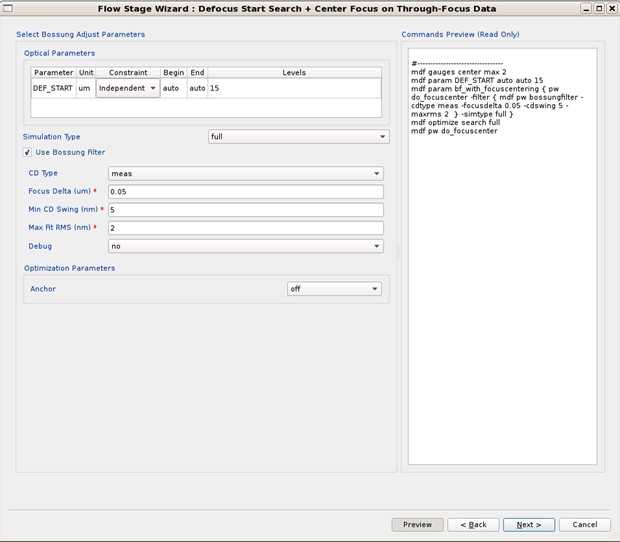 Flow Stage Wizard : Defocus Start Search + Center Focus on Through-Focus Data
Select Bossung Adjust Parameters
Optical Parameters
Parameter Unit Constraint Begin End Levels
DEF_START um Independent auto auto 15
Simulation Type full
Use Bossung Filter
CD Type meas
Focus Delta (um) * 0.05
Min CD Swing (nm) * 5
Max Fit RMS (nm) * 2
Debug no
Optimization Parameters
Anchor off
Commands Preview (Read Only)
#--------------------------------
mdf gauges center max 2
mdf param DEF_START auto auto 15
mdf param bf_with_focuscentering { pw
do_focuscenter -filter { mdf pw bossungfilter -
cdtype meas -focusdelta 0.05 -cdswing 5 -
maxrms 2  } -simtype full }
mdf optimize search full
mdf pw do_focuscenter
Preview
< Back
Next >
Cancel